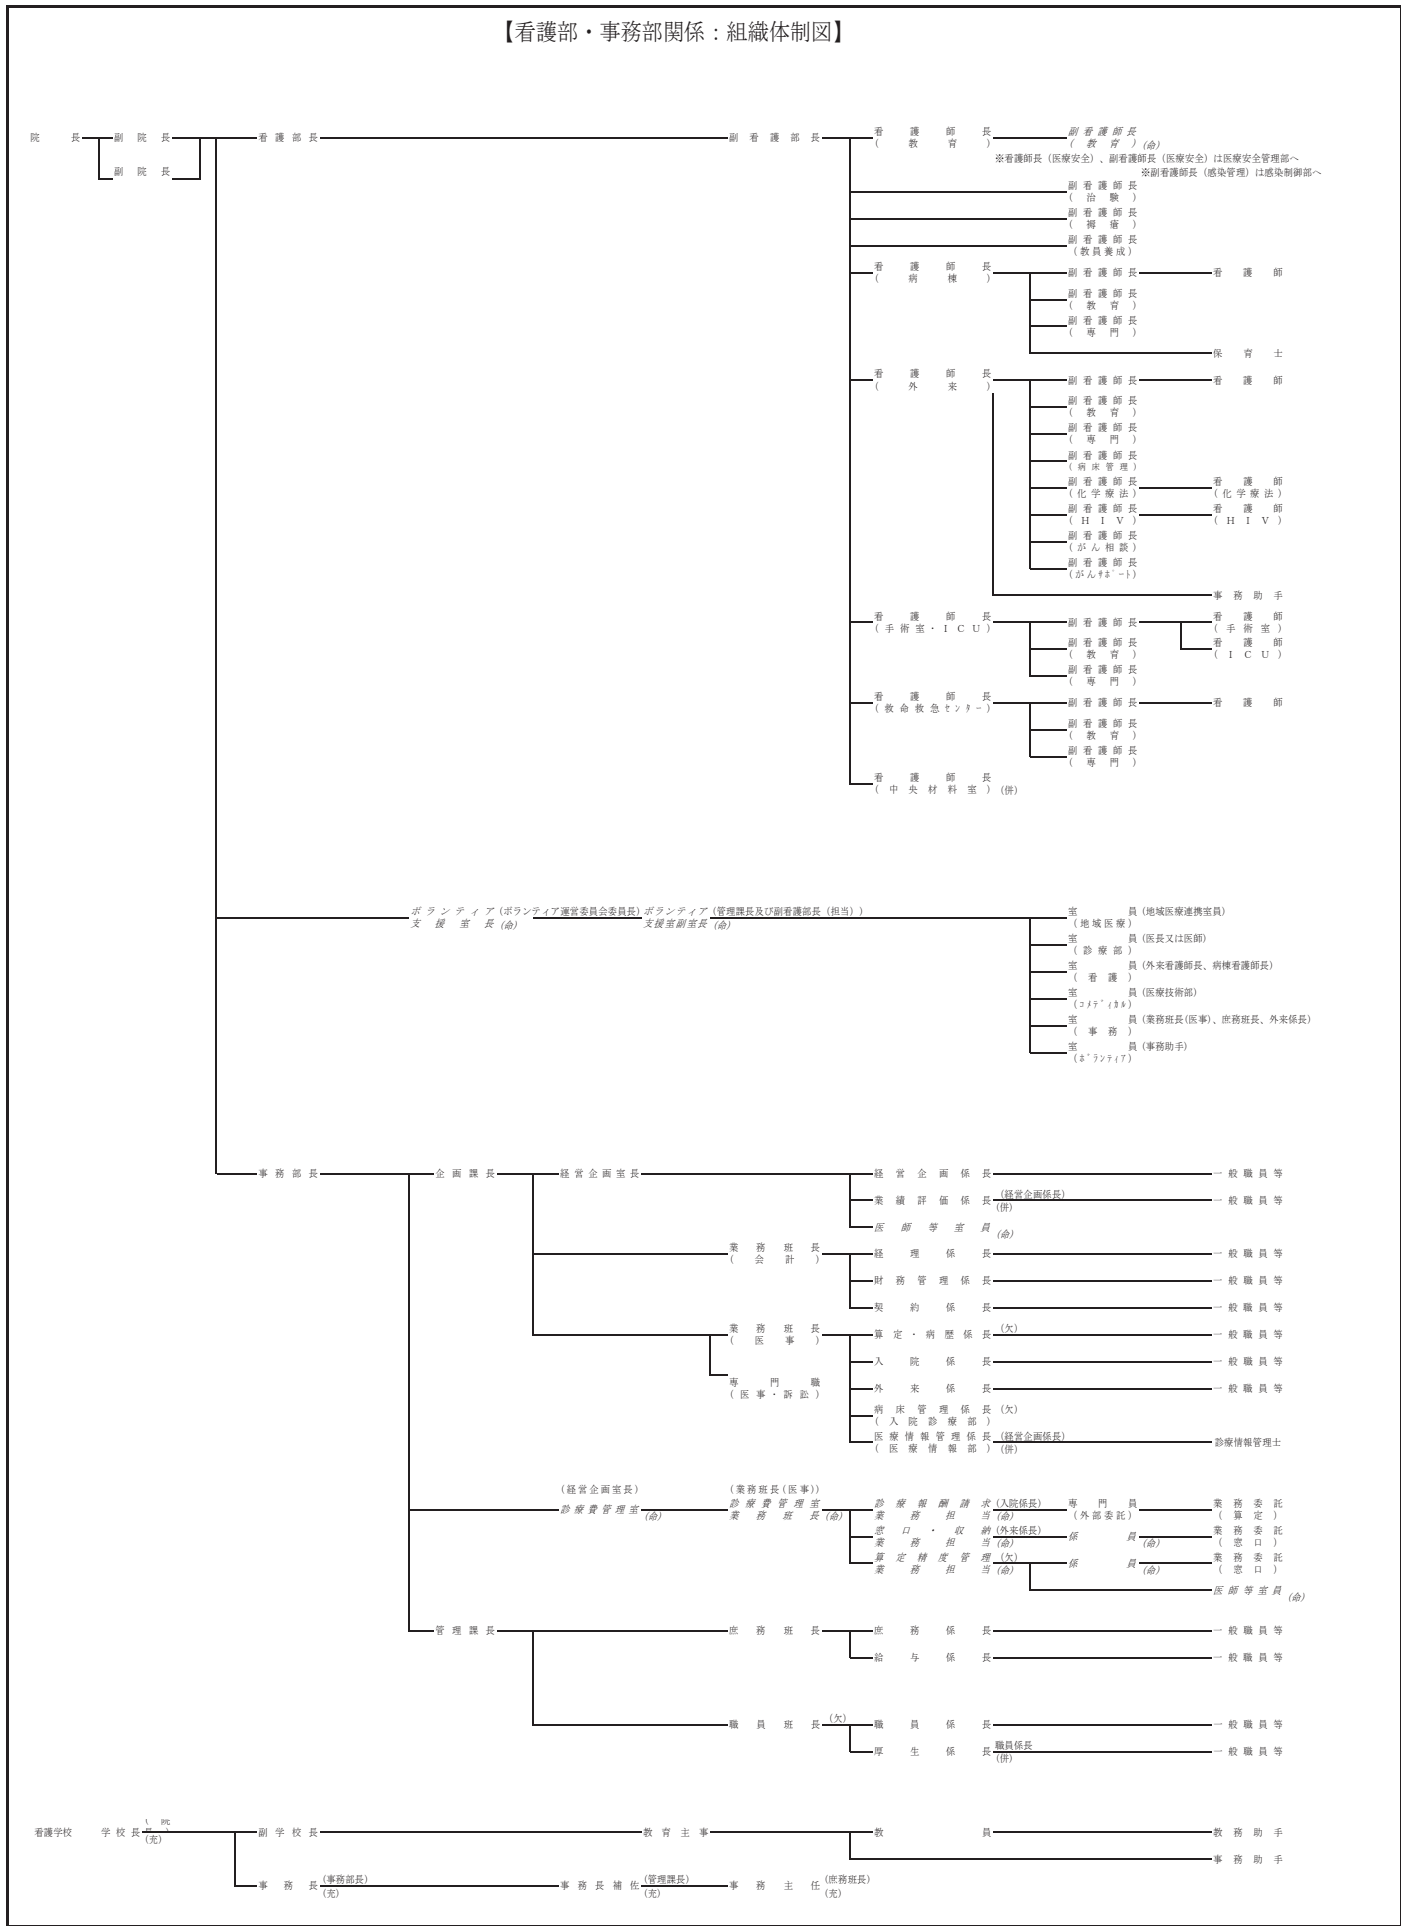 【看護部・事務部関係：組織体制図】
院長 副院長 看護部長 副看護部長 看護師長（教育） 副看護師長（教育）(命)
副院長
※看護師長（医療安全）、副看護師長（医療安全）は医療安全管理部へ
※副看護師長（感染管理）は感染制御部へ
副看護師長（治験）
副看護師長（褥瘡）
副看護師長（教員養成）
看護師長（病棟） 副看護師長 看護師
副看護師長（教育）
副看護師長（専門）
保育士
看護師長（外来） 副看護師長 看護師
副看護師長（教育）
副看護師長（専門）
副看護師長（病床管理）
副看護師長（化学療法） 看護師（化学療法）
副看護師長（ＨＩＶ） 看護師（ＨＩＶ）
副看護師長（がん相談）
副看護師長（がんｻﾎﾟｰﾄ）
事務助手
看護師長（手術室・ＩＣＵ） 副看護師長 看護師（手術室）
副看護師長（教育） 看護師（ＩＣＵ）
副看護師長（専門）
看護師長（救命救急ｾﾝﾀｰ） 副看護師長 看護師
副看護師長（教育）
副看護師長（専門）
看護師長（中央材料室）(併)
ボランティア支援室長（ボランティア運営委員会委員長）(命) ボランティア支援室副室長（管理課長及び副看護部長（担当））(命) 室員（地域医療）（地域医療連携室員）
室員（診療部）（医長又は医師）
室員（看護）（外来看護師長、病棟看護師長）
室員（ｺﾒﾃﾞｨｶﾙ）（医療技術部）
室員（事務）（業務班長(医事)、庶務班長、外来係長）
室員（ﾎﾞﾗﾝﾃｨｱ）（事務助手）
事務部長 企画課長 経営企画室長 経営企画係長 一般職員等
業績評価係長（経営企画係長）(併) 一般職員等
医師等室員(命)
業務班長（会計） 経理係長 一般職員等
財務管理係長 一般職員等
契約係長 一般職員等
業務班長（医事） 算定・病歴係長（欠） 一般職員等
入院係長 一般職員等
専門職（医事・訴訟） 外来係長 一般職員等
病床管理係長（入院診療部）（欠）
医療情報管理係長（医療情報部）（経営企画係長）(併) 診療情報管理士
（経営企画室長） （業務班長(医事)）
診療費管理室(命) 診療費管理室業務班長(命) 診療報酬請求業務担当（入院係長）(命) 専門員（外部委託） 業務委託（算定）
窓口・収納業務担当（外来係長）(命) 係員(命) 業務委託（窓口）
算定精度管理業務担当（欠）(命) 係員(命) 業務委託（窓口）
医師等室員(命)
管理課長 庶務班長 庶務係長 一般職員等
給与係長 一般職員等
職員班長（欠） 職員係長 一般職員等
厚生係長 職員係長(併) 一般職員等
看護学校 学校長（院長）(充) 副学校長 教育主事 教員 教務助手
事務助手
事務長（事務部長）(充) 事務長補佐（管理課長）(充) 事務主任（庶務班長）(充)